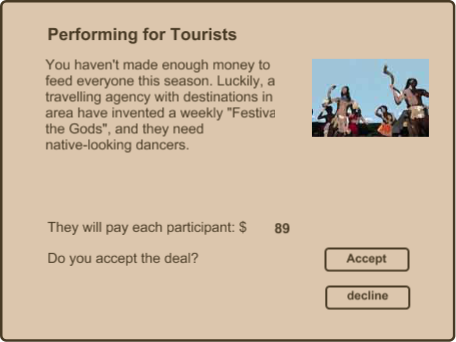 Performing for Tourists
You haven't made enough money to
feed everyone this season. Luckily, a
travelling agency with destinations in
area have invented a weekly "Festiva
the Gods", and they need
native-looking dancers.
They will pay each participant: $ 89
Do you accept the deal?
Accept
decline